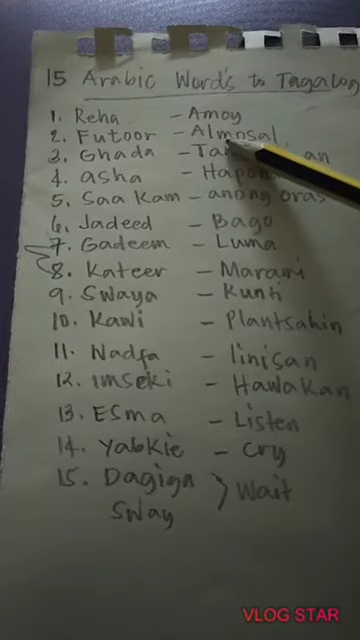 15 Arabic Words to Tagalog
1. Reha - Amoy
2. Futoor - Almosal
3. Ghada
4. asha
5. Saa Kam - anong oras
6. Jadeed - Bago
7. Gadeem - Luma
8. Kateer - Marami
9. Swaya - Kunti
10. Kawi - Plantsahin
11. Nadfa - linisan
12. imseki - Hawakan
13. Esma - Listen
14. Yabkie - Cry
15. Dagiga } Wait
Sway
VLOG STAR